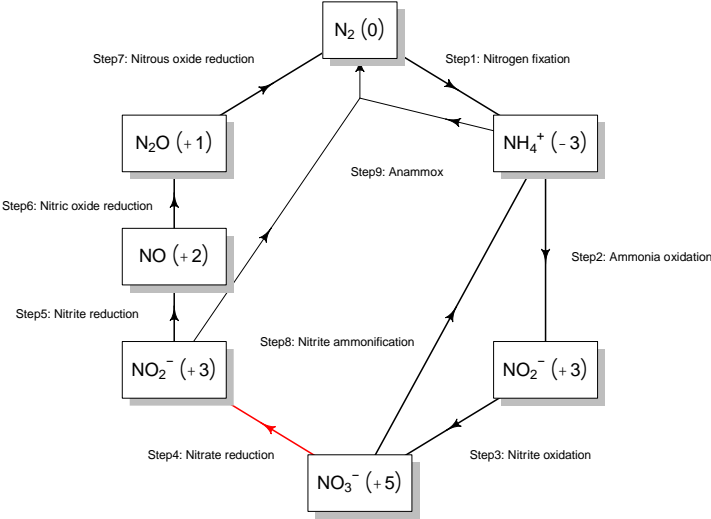 N₂ (0)
Step7: Nitrous oxide reduction
Step1: Nitrogen fixation
N₂O (+1)
NH₄⁺ (−3)
Step9: Anammox
Step6: Nitric oxide reduction
NO (+2)
Step2: Ammonia oxidation
Step5: Nitrite reduction
Step8: Nitrite ammonification
NO₂⁻ (+3)
NO₂⁻ (+3)
Step4: Nitrate reduction
Step3: Nitrite oxidation
NO₃⁻ (+5)